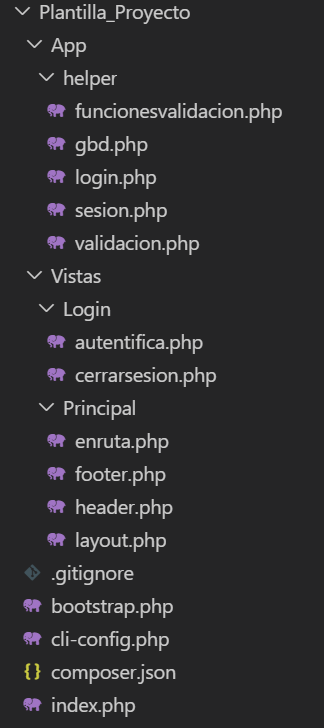 Plantilla_Proyecto
App
helper
funcionesvalidacion.php
gbd.php
login.php
sesion.php
validacion.php
Vistas
Login
autentifica.php
cerrarsesion.php
Principal
enruta.php
footer.php
header.php
layout.php
.gitignore
bootstrap.php
cli-config.php
composer.json
index.php